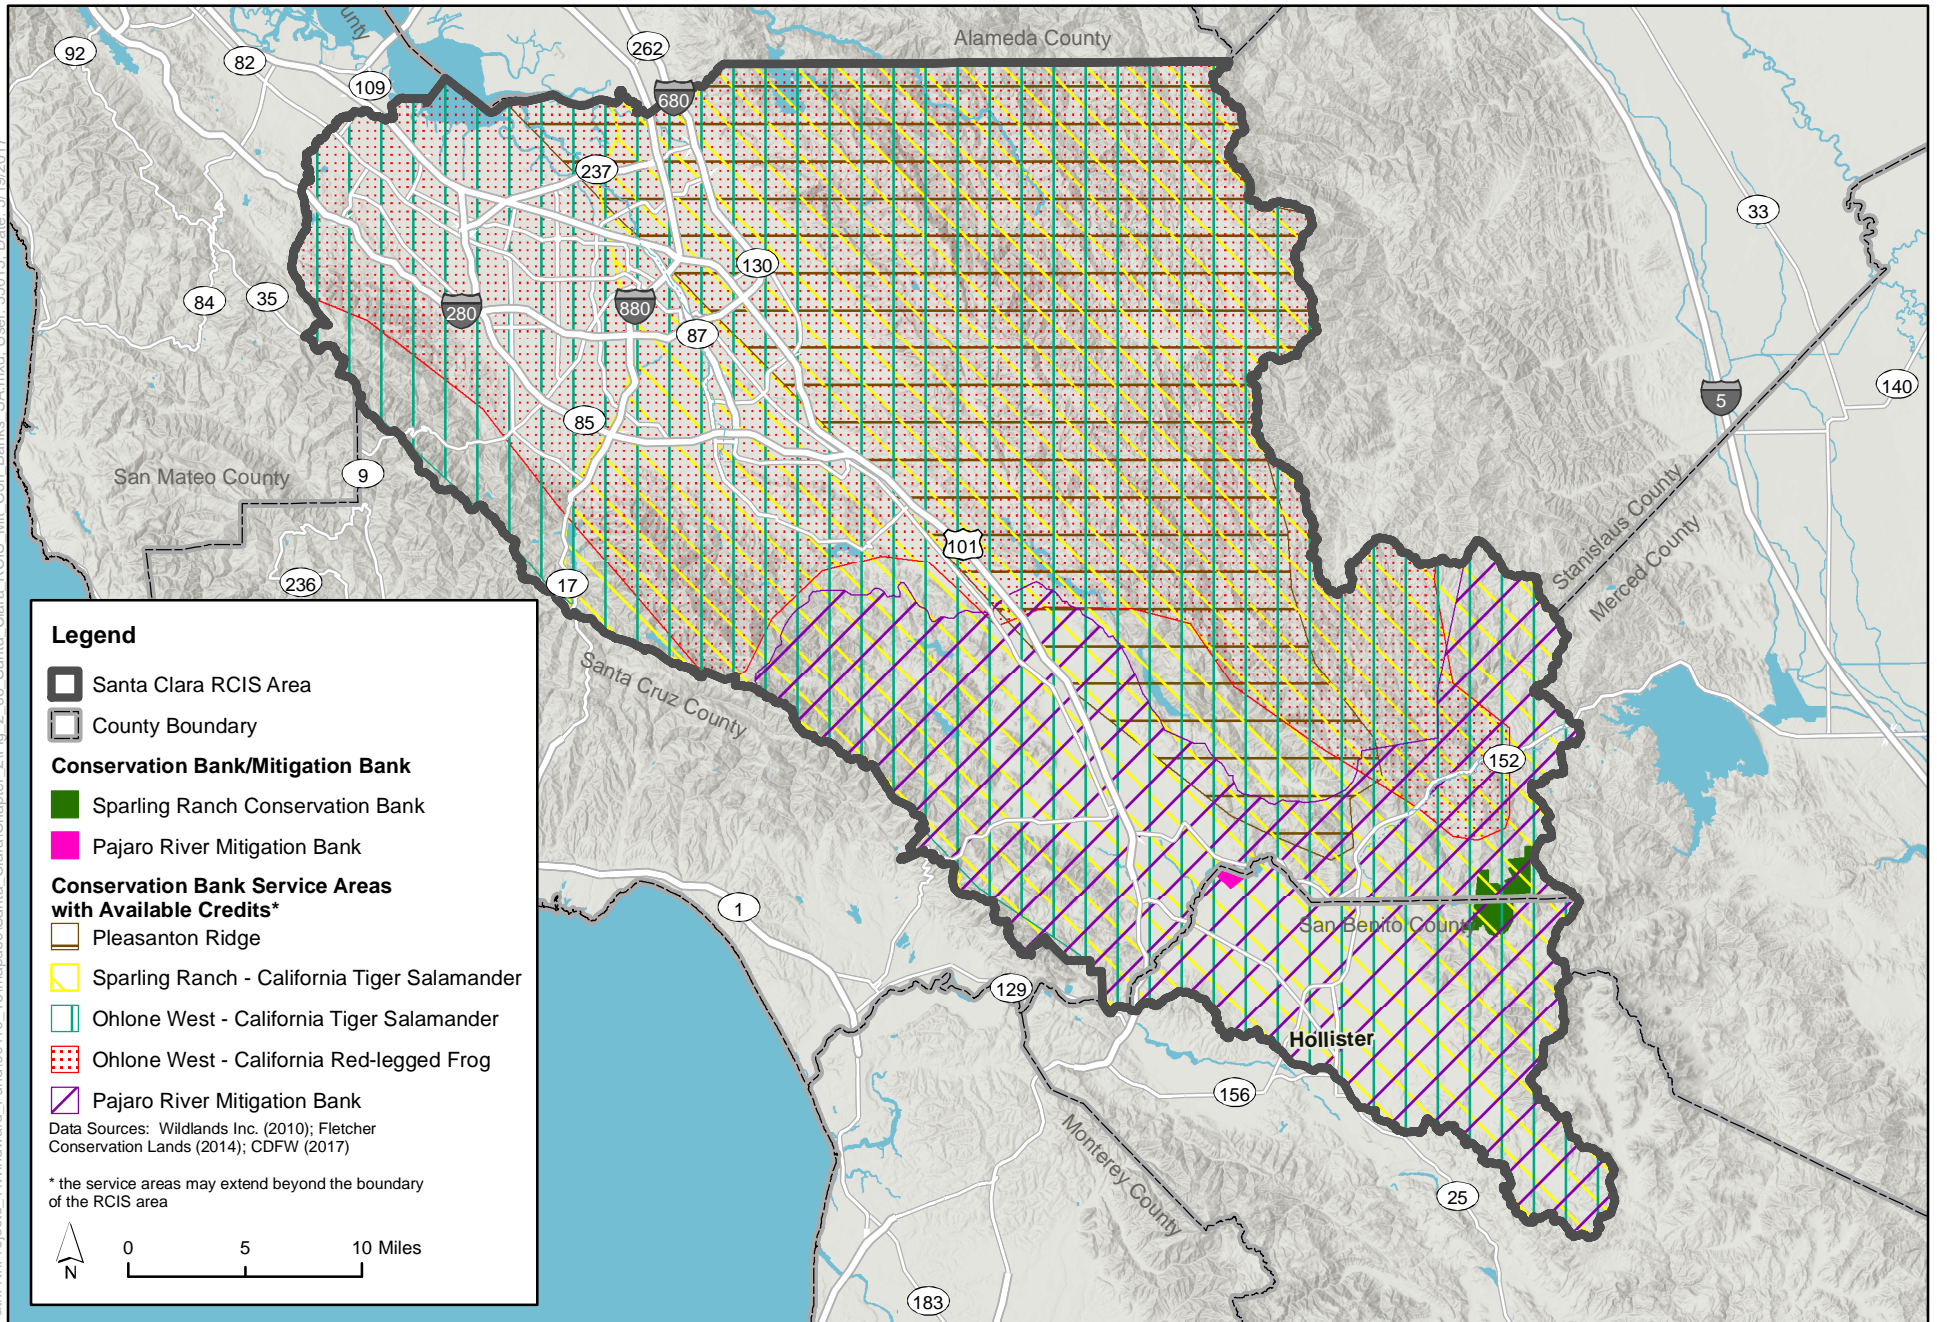 Alameda County
ounty
92
82
262
109
680
237
130
33
84
35
280
880
87
140
5
85
San Mateo County
9
Stanislaus County
Merced County
101
236
17
Santa Cruz County
152
1
San Benito County
129
Hollister
156
Monterey County
25
183
Legend
Santa Clara RCIS Area
County Boundary
Conservation Bank/Mitigation Bank
Sparling Ranch Conservation Bank
Pajaro River Mitigation Bank
Conservation Bank Service Areas
with Available Credits*
Pleasanton Ridge
Sparling Ranch - California Tiger Salamander
Ohlone West - California Tiger Salamander
Ohlone West - California Red-legged Frog
Pajaro River Mitigation Bank
Data Sources: Wildlands Inc. (2010); Fletcher
Conservation Lands (2014); CDFW (2017)
* the service areas may extend beyond the boundary
of the RCIS area
N
0 5 10 Miles